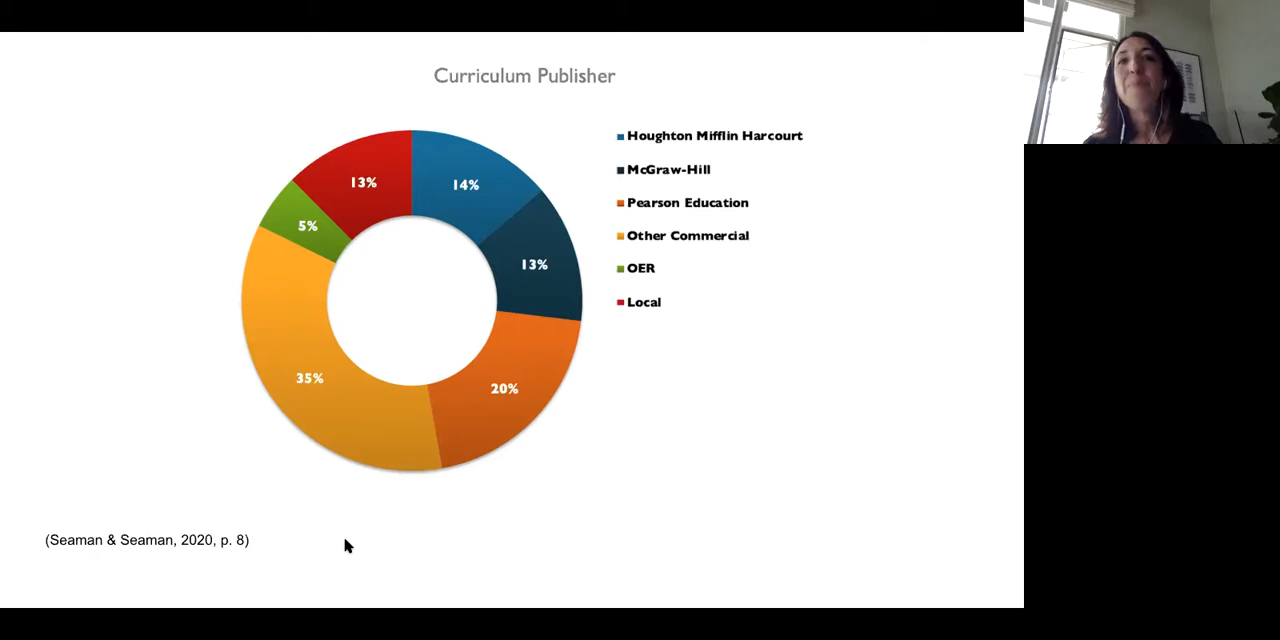 Curriculum Publisher
13%
14%
5%
13%
35%
20%
Houghton Mifflin Harcourt
McGraw-Hill
Pearson Education
Other Commercial
OER
Local
(Seaman & Seaman, 2020, p. 8)